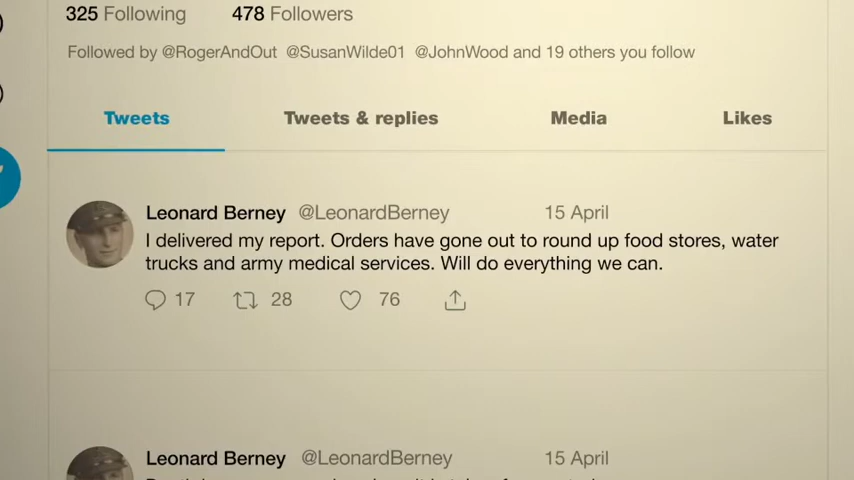 325 Following 478 Followers
Followed by @RogerAndOut @SusanWilde01 @JohnWood and 19 others you follow
Tweets Tweets & replies Media Likes
Leonard Berney @LeonardBerney 15 April
I delivered my report. Orders have gone out to round up food stores, water
trucks and army medical services. Will do everything we can.
17 28 76
Leonard Berney @LeonardBerney 15 April